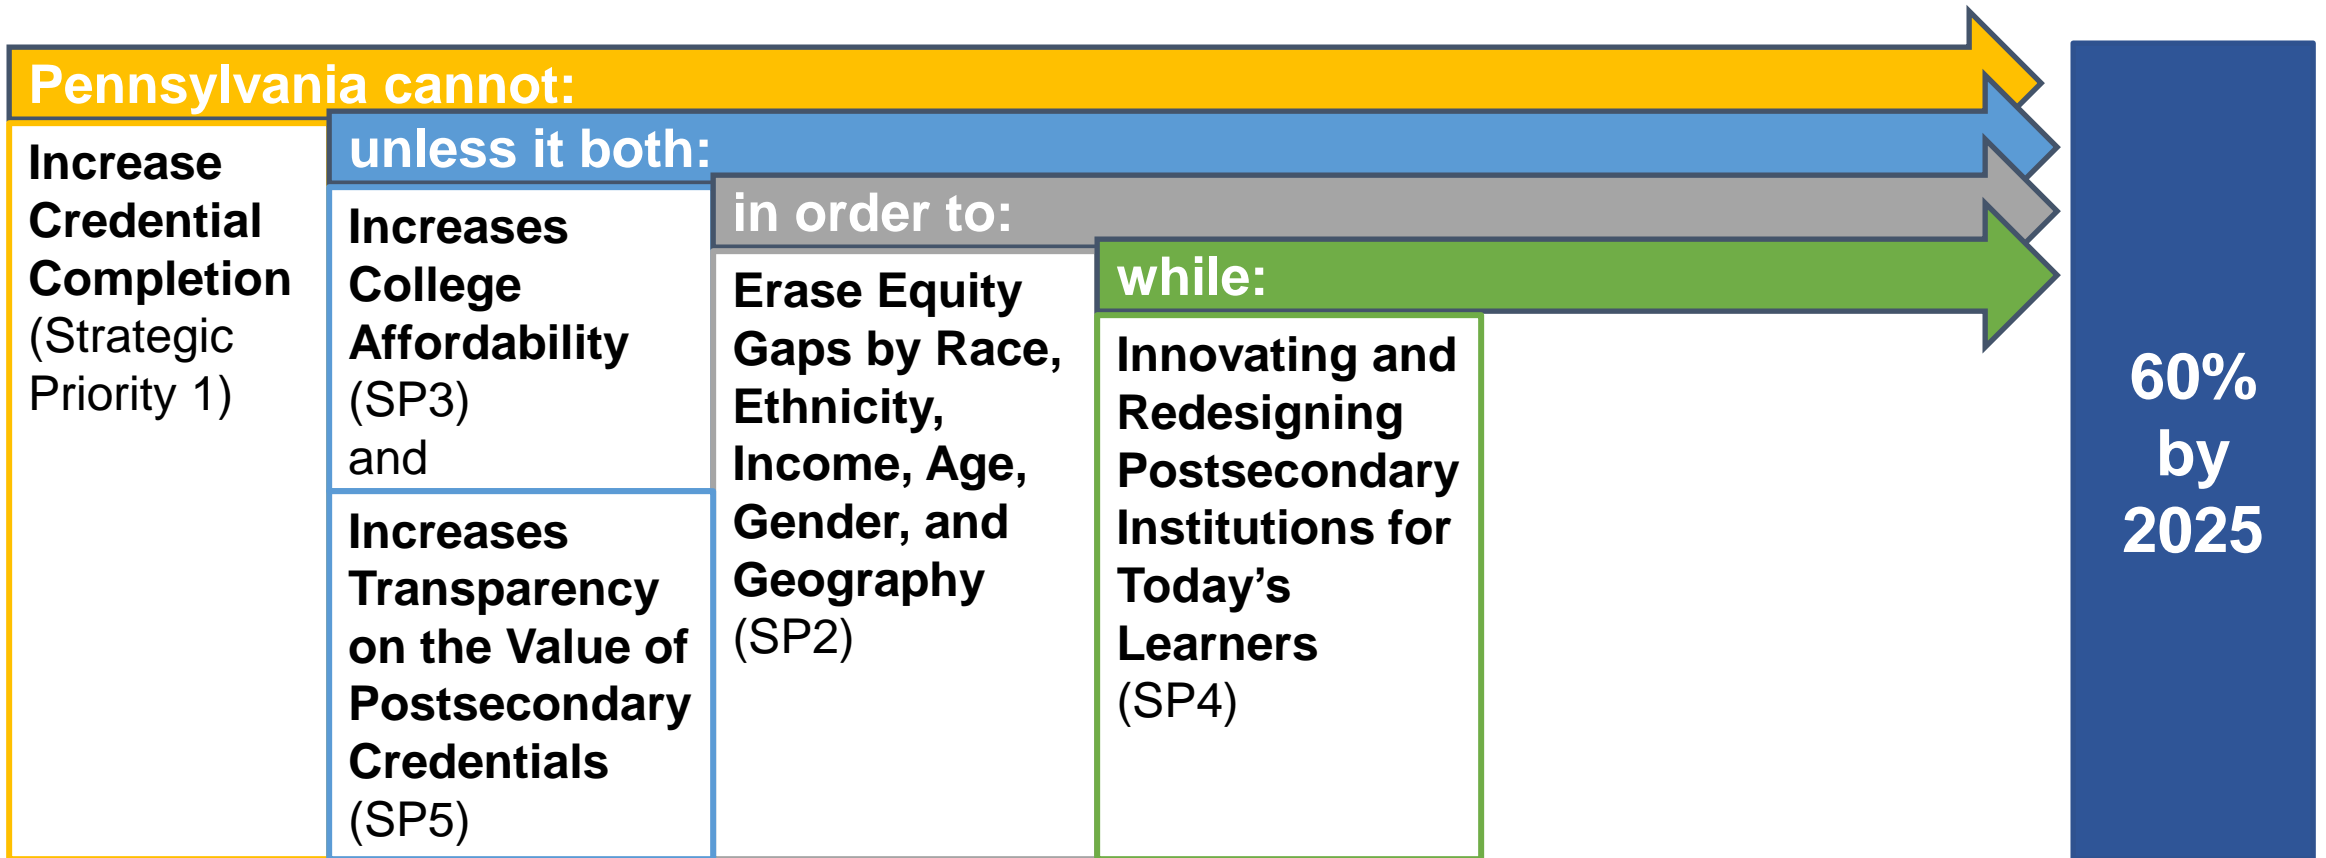 Pennsylvania cannot:
Increase
Credential
Completion
(Strategic
Priority 1)
unless it both:
Increases
College
Affordability
(SP3)
and
Increases
Transparency
on the Value of
Postsecondary
Credentials
(SP5)
in order to:
Erase Equity
Gaps by Race,
Ethnicity,
Income, Age,
Gender, and
Geography
(SP2)
while:
Innovating and
Redesigning
Postsecondary
Institutions for
Today’s
Learners
(SP4)
60%
by
2025